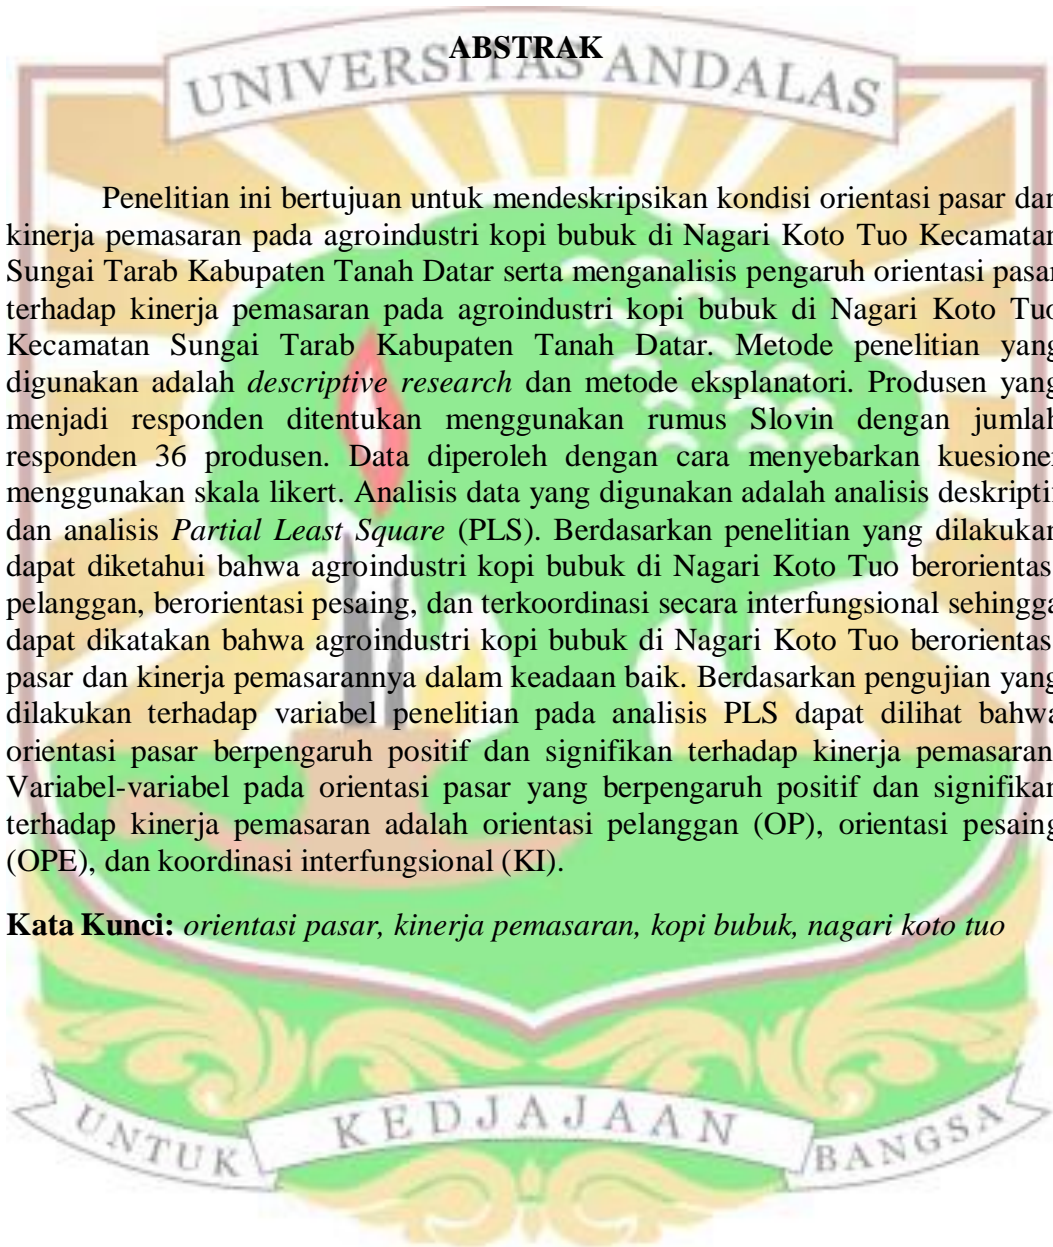 ABSTRAK
UNIVERSITAS ANDALAS
Penelitian ini bertujuan untuk mendeskripsikan kondisi orientasi pasar dan
kinerja pemasaran pada agroindustri kopi bubuk di Nagari Koto Tuo Kecamatan
Sungai Tarab Kabupaten Tanah Datar serta menganalisis pengaruh orientasi pasar
terhadap kinerja pemasaran pada agroindustri kopi bubuk di Nagari Koto Tuo
Kecamatan Sungai Tarab Kabupaten Tanah Datar. Metode penelitian yang
digunakan adalah descriptive research dan metode eksplanatori. Produsen yang
menjadi responden ditentukan menggunakan rumus Slovin dengan jumlah
responden 36 produsen. Data diperoleh dengan cara menyebarkan kuesioner
menggunakan skala likert. Analisis data yang digunakan adalah analisis deskriptif
dan analisis Partial Least Square (PLS). Berdasarkan penelitian yang dilakukan
dapat diketahui bahwa agroindustri kopi bubuk di Nagari Koto Tuo berorientasi
pelanggan, berorientasi pesaing, dan terkoordinasi secara interfungsional sehingga
dapat dikatakan bahwa agroindustri kopi bubuk di Nagari Koto Tuo berorientasi
pasar dan kinerja pemasarannya dalam keadaan baik. Berdasarkan pengujian yang
dilakukan terhadap variabel penelitian pada analisis PLS dapat dilihat bahwa
orientasi pasar berpengaruh positif dan signifikan terhadap kinerja pemasaran
Variabel-variabel pada orientasi pasar yang berpengaruh positif dan signifikan
terhadap kinerja pemasaran adalah orientasi pelanggan (OP), orientasi pesaing
(OPE), dan koordinasi interfungsional (KI).
Kata Kunci: orientasi pasar, kinerja pemasaran, kopi bubuk, nagari koto tuo
UNTUK KEDJAJAAN BANGSA